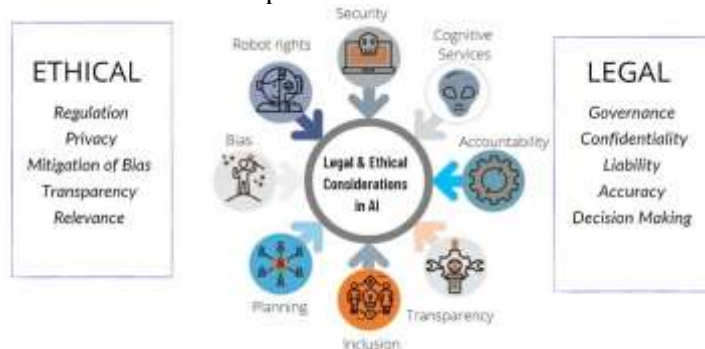 ETHICAL
Regulation
Privacy
Mitigation of Bias
Transparency
Relevance
Security
Robot rights
Cognitive
Services
Bias
Accountability
Legal & Ethical
Considerations
in AI
Planning
Transparency
Inclusion
LEGAL
Governance
Confidentiality
Liability
Accuracy
Decision Making